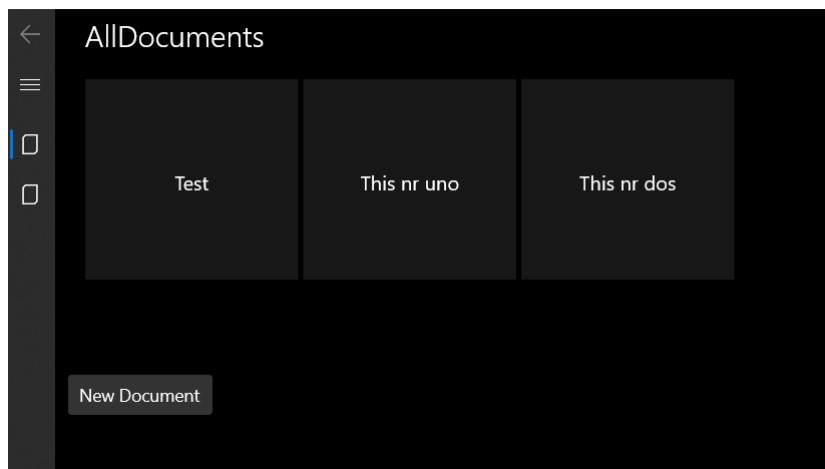 AllDocuments
Test
This nr uno
This nr dos
New Document